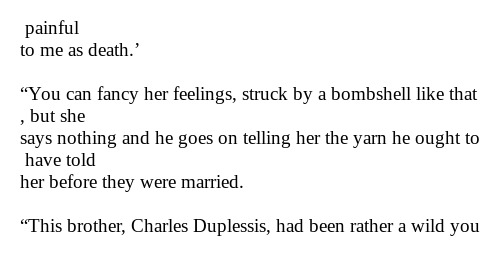 painful
to me as death.’
“You can fancy her feelings, struck by a bombshell like that
, but she
says nothing and he goes on telling her the yarn he ought to
have told
her before they were married.
“This brother, Charles Duplessis, had been rather a wild you